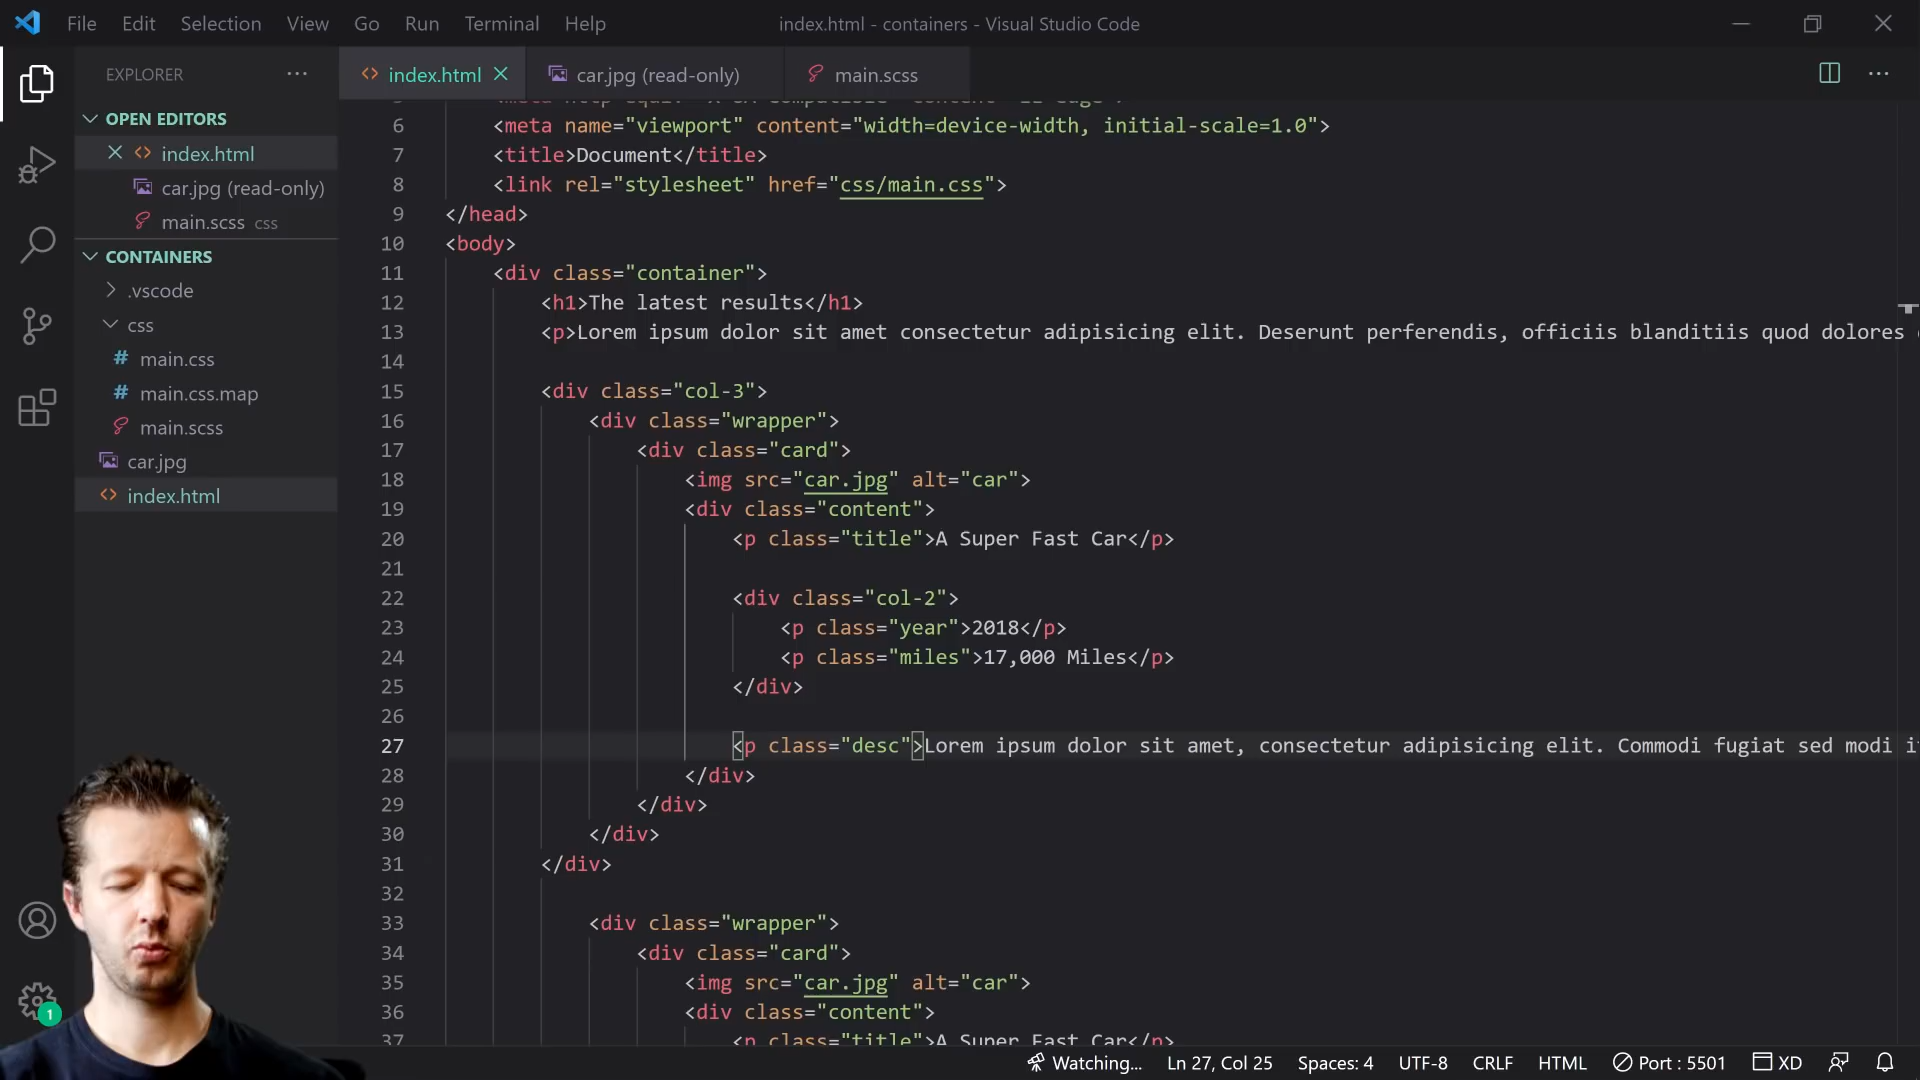 File Edit Selection View Go Run Terminal Help index.html - containers - Visual Studio Code
EXPLORER
index.html car.jpg (read-only) main.scss
OPEN EDITORS
index.html
car.jpg (read-only)
main.scss css
CONTAINERS
.vscode
css
main.css
main.css.map
main.scss
car.jpg
index.html
6 <meta name="viewport" content="width=device-width, initial-scale=1.0">
7 <title>Document</title>
8 <link rel="stylesheet" href="css/main.css">
9 </head>
10 <body>
11 <div class="container">
12 <h1>The latest results</h1>
13 <p>Lorem ipsum dolor sit amet consectetur adipisicing elit. Deserunt perferendis, officiis blanditiis quod dolores
14
15 <div class="col-3">
16 <div class="wrapper">
17 <div class="card">
18 <img src="car.jpg" alt="car">
19 <div class="content">
20 <p class="title">A Super Fast Car</p>
21
22 <div class="col-2">
23 <p class="year">2018</p>
24 <p class="miles">17,000 Miles</p>
25 </div>
26
27 <p class="desc">Lorem ipsum dolor sit amet, consectetur adipisicing elit. Commodi fugiat sed modi
28 </div>
29 </div>
30 </div>
31 </div>
32
33 <div class="wrapper">
34 <div class="card">
35 <img src="car.jpg" alt="car">
36 <div class="content">
37 <p class="title">A Super Fast Car</p>
1
Watching... Ln 27, Col 25 Spaces: 4 UTF-8 CRLF HTML Port : 5501 XD